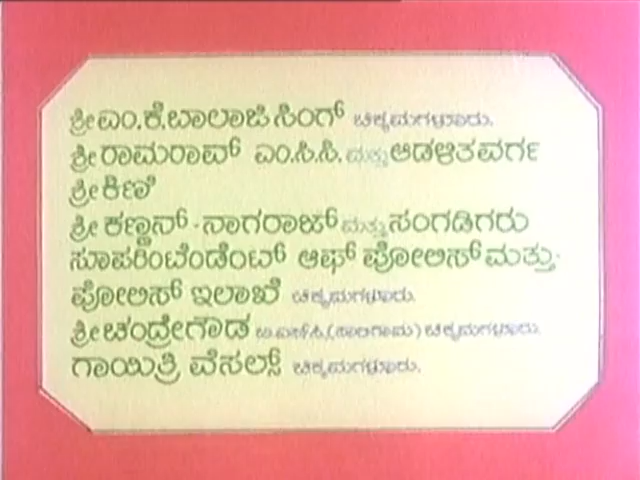 ಶ್ರೀ ಎಂ.ಕೆ.ಬಾಲಾಜಿ ಸಿಂಗ್ ಚಿಕ್ಕಮಗಳೂರು.
ಶ್ರೀ ರಾಮರಾವ್ ಎಂ.ಸಿ.ಸಿ. ಮತ್ತು ಆಡಳಿತವರ್ಗ
ಶ್ರೀ ಕಿಣಿ
ಶ್ರೀ ಕಣ್ಣನ್ - ನಾಗರಾಜ್ ಮತ್ತು ಸಂಗಡಿಗರು
ಸೂಪರಿಂಟೆಂಡೆಂಟ್ ಆಫ್ ಪೋಲಿಸ್ ಮತ್ತು
ಪೋಲಿಸ್ ಇಲಾಖೆ ಚಿಕ್ಕಮಗಳೂರು.
ಶ್ರೀ ಚಂದ್ರೇಗೌಡ ಚಿಕ್ಕಮಗಳೂರು.
ಗಾಯಿತ್ರಿ ವೆಸಲ್ಸ್ ಚಿಕ್ಕಮಗಳೂರು.